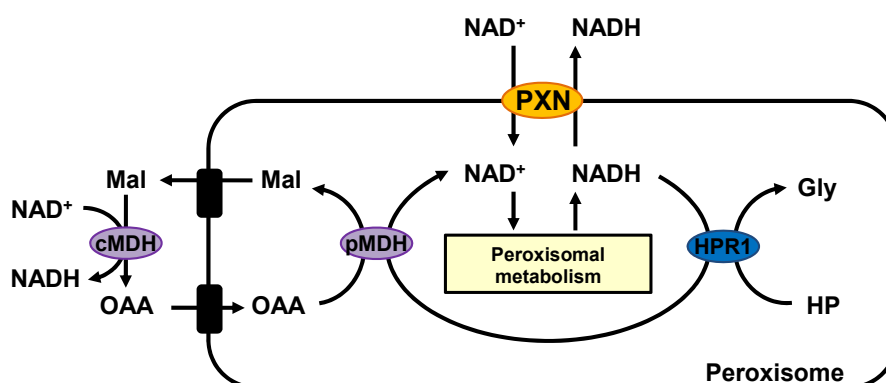 NAD⁺ NADH
PXN
Mal Mal NAD⁺ NADH Gly
NAD⁺
cMDH pMDH Peroxisomal HPR1
metabolism
NADH
OAA OAA HP
Peroxisome